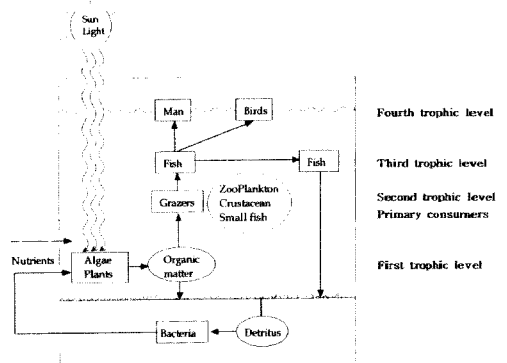 Sun
Light
Man
Birds
Fourth trophic level
Fish
Fish
Third trophic level
Grazers
ZooPlankton
Crustacean
Small fish
Second trophic level
Primary consumers
Nutrients
Algae
Plants
Organic
matter
First trophic level
Bacteria
Detritus